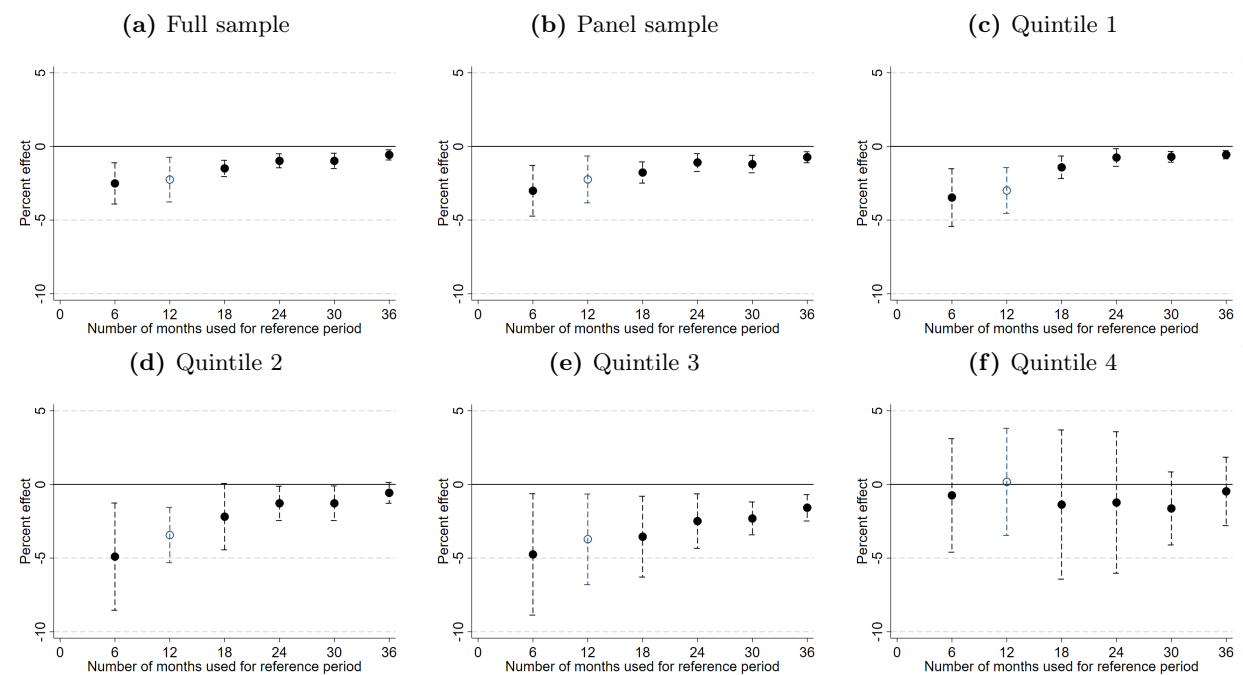 (a) Full sample
(b) Panel sample
(c) Quintile 1
5
0
-5
-10
Percent effect
0 6 12 18 24 30 36
Number of months used for reference period
5
0
-5
-10
Percent effect
0 6 12 18 24 30 36
Number of months used for reference period
5
0
-5
-10
Percent effect
0 6 12 18 24 30 36
Number of months used for reference period
(d) Quintile 2
(e) Quintile 3
(f) Quintile 4
5
0
-5
-10
Percent effect
0 6 12 18 24 30 36
Number of months used for reference period
5
0
-5
-10
Percent effect
0 6 12 18 24 30 36
Number of months used for reference period
5
0
-5
-10
Percent effect
0 6 12 18 24 30 36
Number of months used for reference period